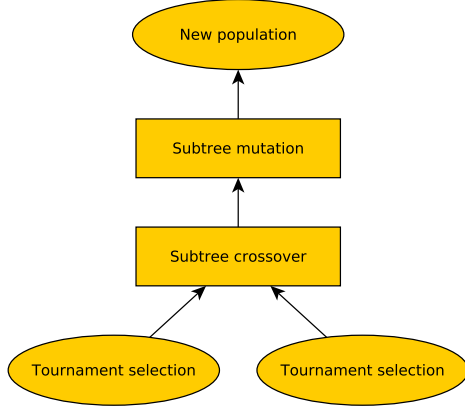 New population
Subtree mutation
Subtree crossover
Tournament selection
Tournament selection